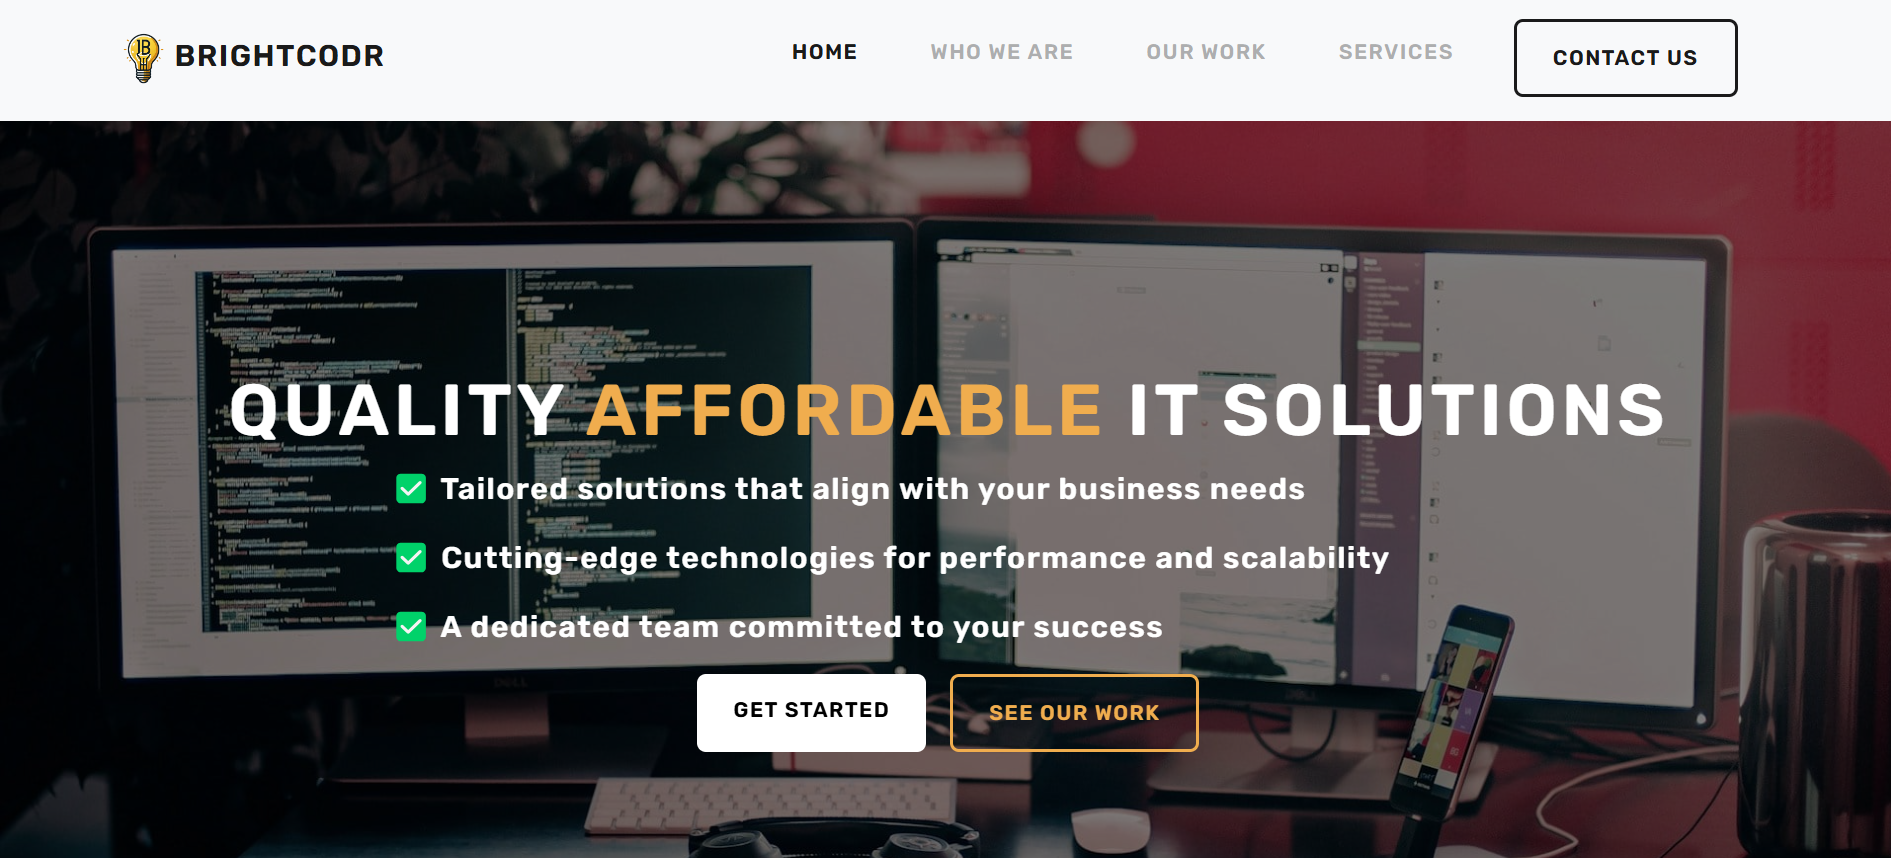 BRIGHTCODR
HOME WHO WE ARE OUR WORK SERVICES CONTACT US
QUALITY AFFORDABLE IT SOLUTIONS
Tailored solutions that align with your business needs
Cutting-edge technologies for performance and scalability
A dedicated team committed to your success
GET STARTED SEE OUR WORK
DELL